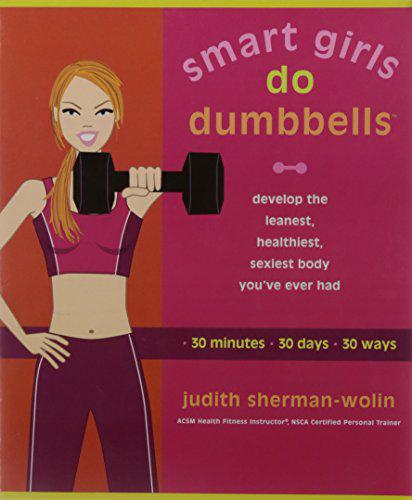 smart girls
do
dumbbells™
develop the
leanest,
healthiest,
sexiest body
you've ever had
• 30 minutes • 30 days • 30 ways
judith sherman-wolin
ACSM Health Fitness Instructor®, NSCA Certified Personal Trainer